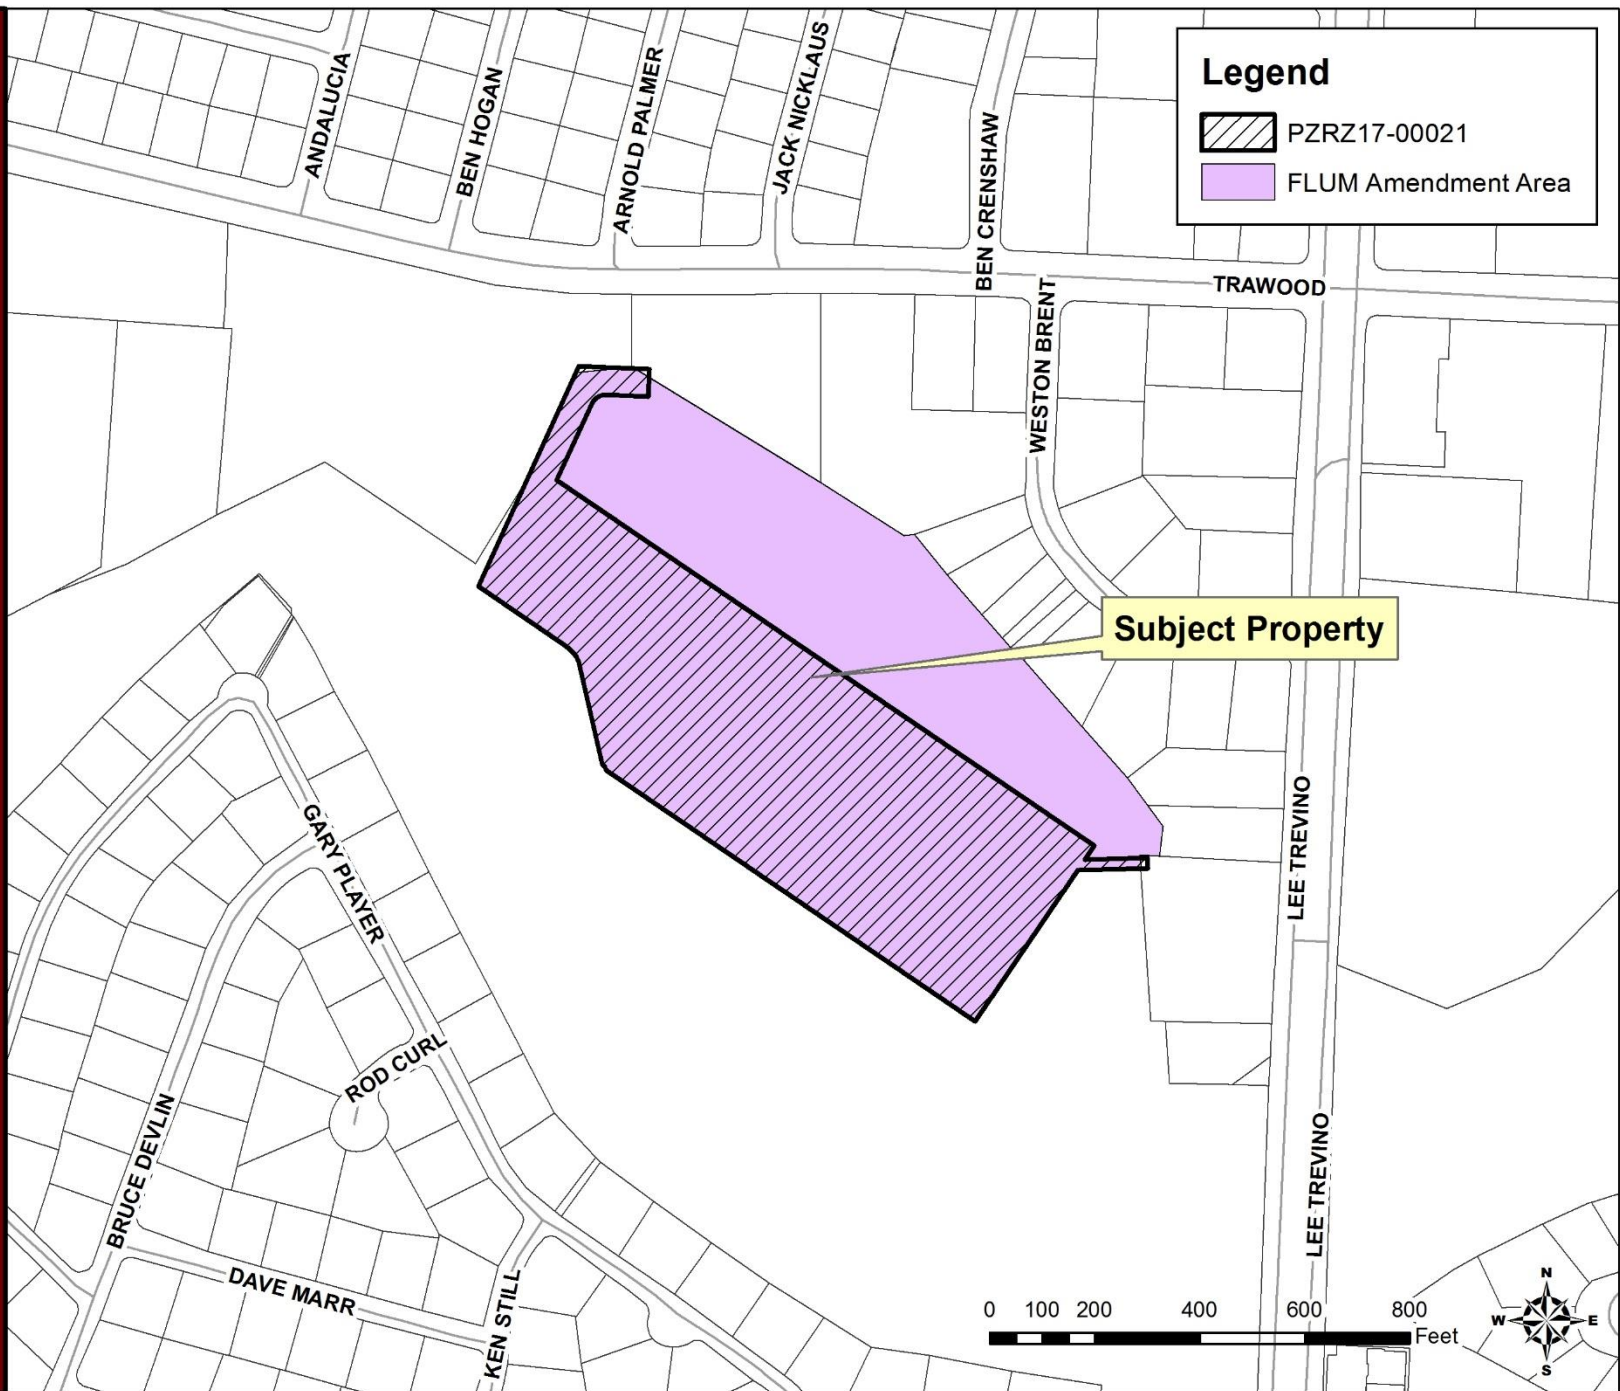 Legend
PZRZ17-00021
FLUM Amendment Area
ANDALUCIA
BEN HOGAN
ARNOLD PALMER
JACK NICKLAUS
BEN CRENSHAW
TRAWOOD
WESTON BRENT
Subject Property
GARY PLAYER
LEE TREVINO
ROD CURL
BRUCE DEVLIN
LEE TREVINO
DAVE MARR
KEN STILL
0 100 200 400 600 800
Feet
N
W E
S